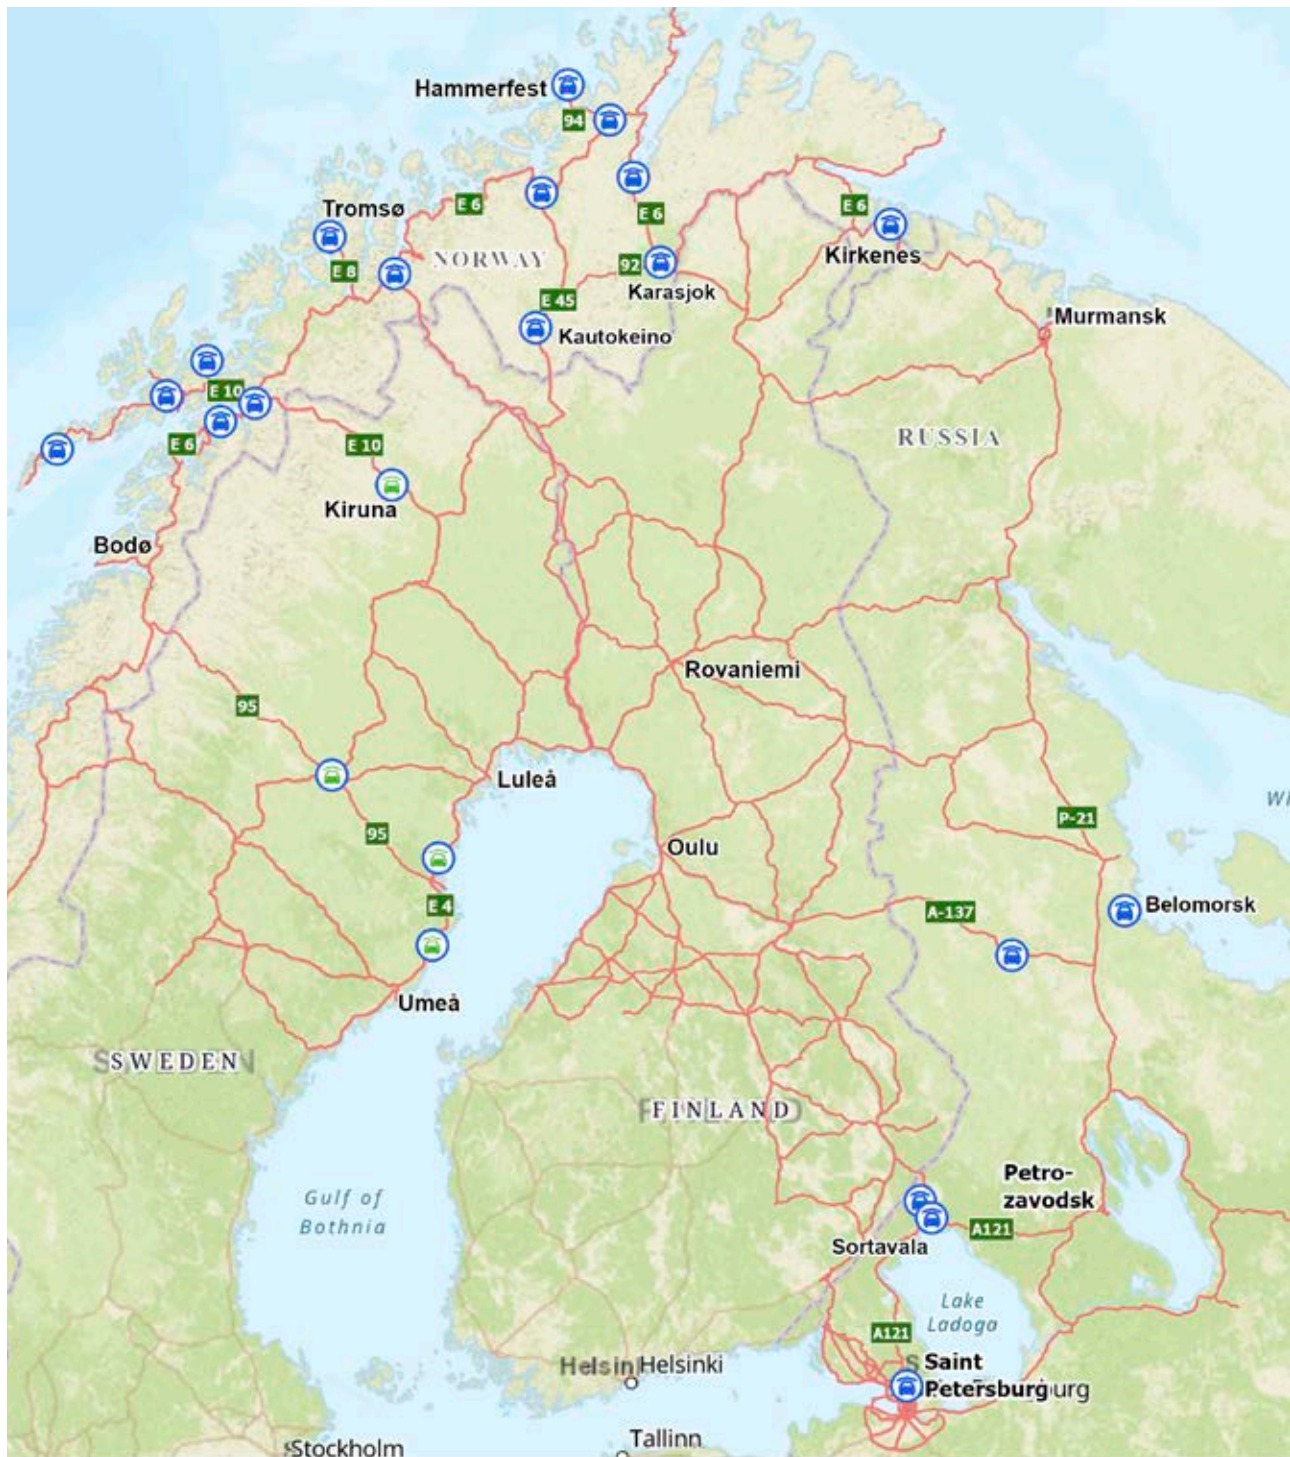 Hammerfest
94
Tromsø
E 6
E 6
E 6
NORWAY
Kirkenes
E 8
92
Karasjok
E 45
Murmansk
Kautokeino
E 10
E 6
E 10
RUSSIA
Kiruna
Bodø
Rovaniemi
95
Luleå
95
Oulu
P-21
E 4
A-137
Belomorsk
Umeå
SWEDEN
FINLAND
Petro-
zavodsk
Gulf of
Bothnia
A121
Sortavala
Lake
Ladoga
A121
Helsinki
Saint
Petersburg
Tallinn
Stockholm